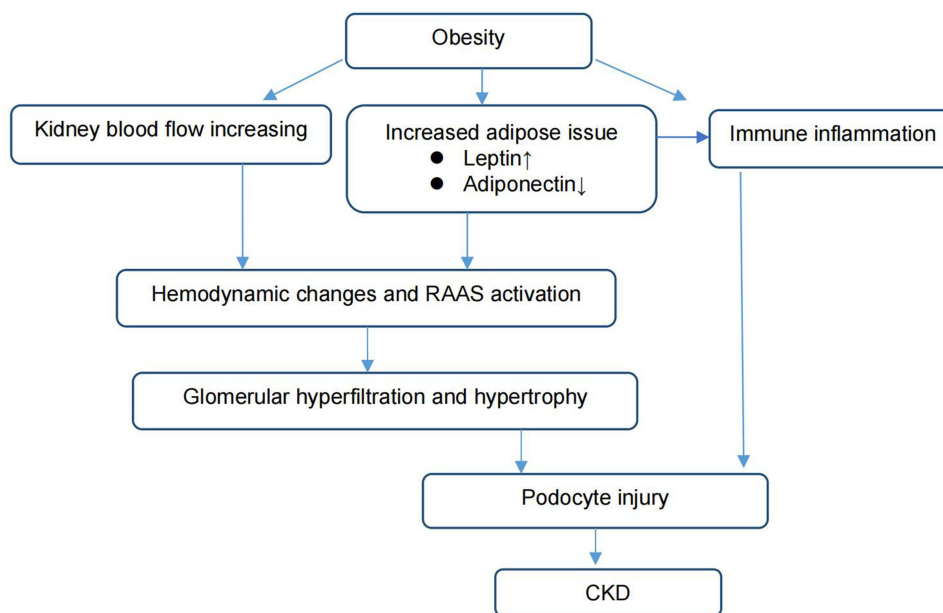 Obesity
Kidney blood flow increasing
Increased adipose issue
● Leptin↑
● Adiponectin↓
Immune inflammation
Hemodynamic changes and RAAS activation
Glomerular hyperfiltration and hypertrophy
Podocyte injury
CKD